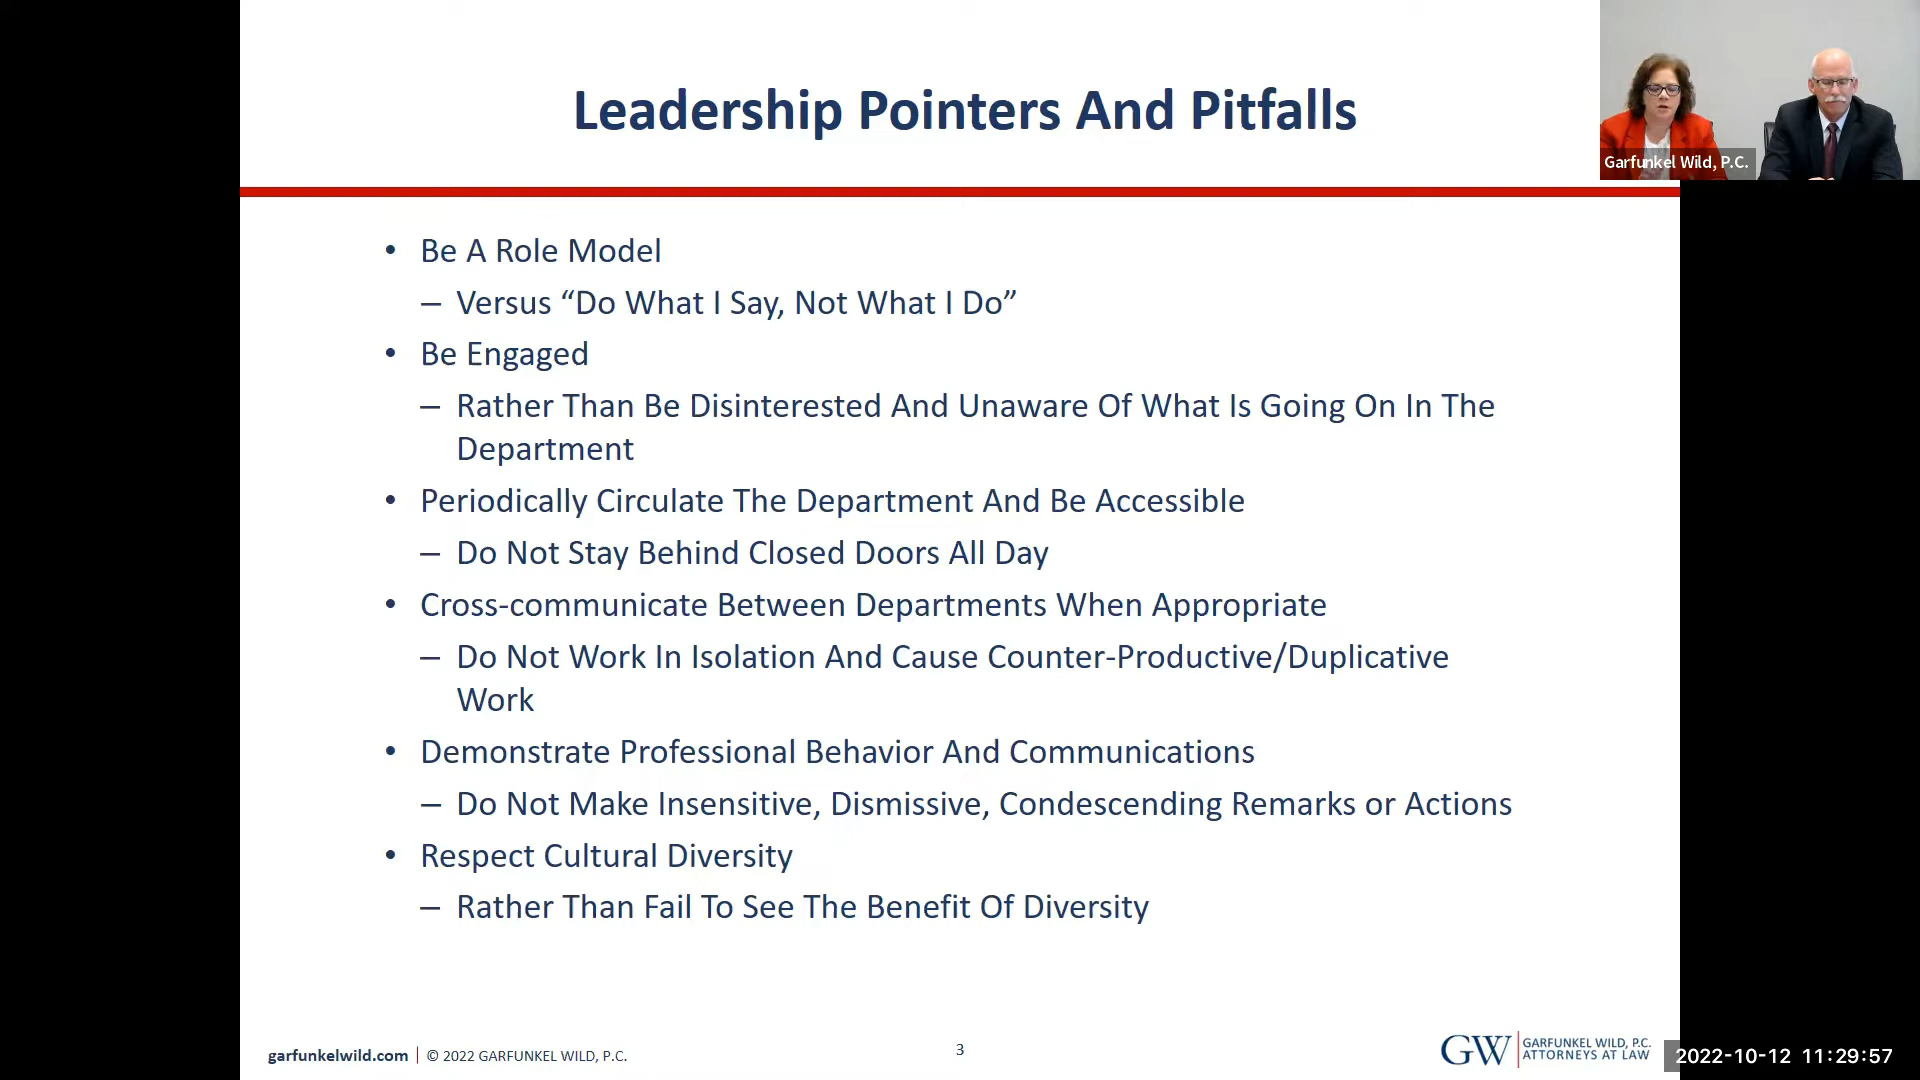 Leadership Pointers And Pitfalls
Garfunkel Wild, P.C.
• Be A Role Model
– Versus “Do What I Say, Not What I Do”
• Be Engaged
– Rather Than Be Disinterested And Unaware Of What Is Going On In The
Department
• Periodically Circulate The Department And Be Accessible
– Do Not Stay Behind Closed Doors All Day
• Cross-communicate Between Departments When Appropriate
– Do Not Work In Isolation And Cause Counter-Productive/Duplicative
Work
• Demonstrate Professional Behavior And Communications
– Do Not Make Insensitive, Dismissive, Condescending Remarks or Actions
• Respect Cultural Diversity
– Rather Than Fail To See The Benefit Of Diversity
garfunkelwild.com | © 2022 GARFUNKEL WILD, P.C.
3
GW
GARFUNKEL WILD, P.C.
ATTORNEYS AT LAW
2022-10-12 11:29:57